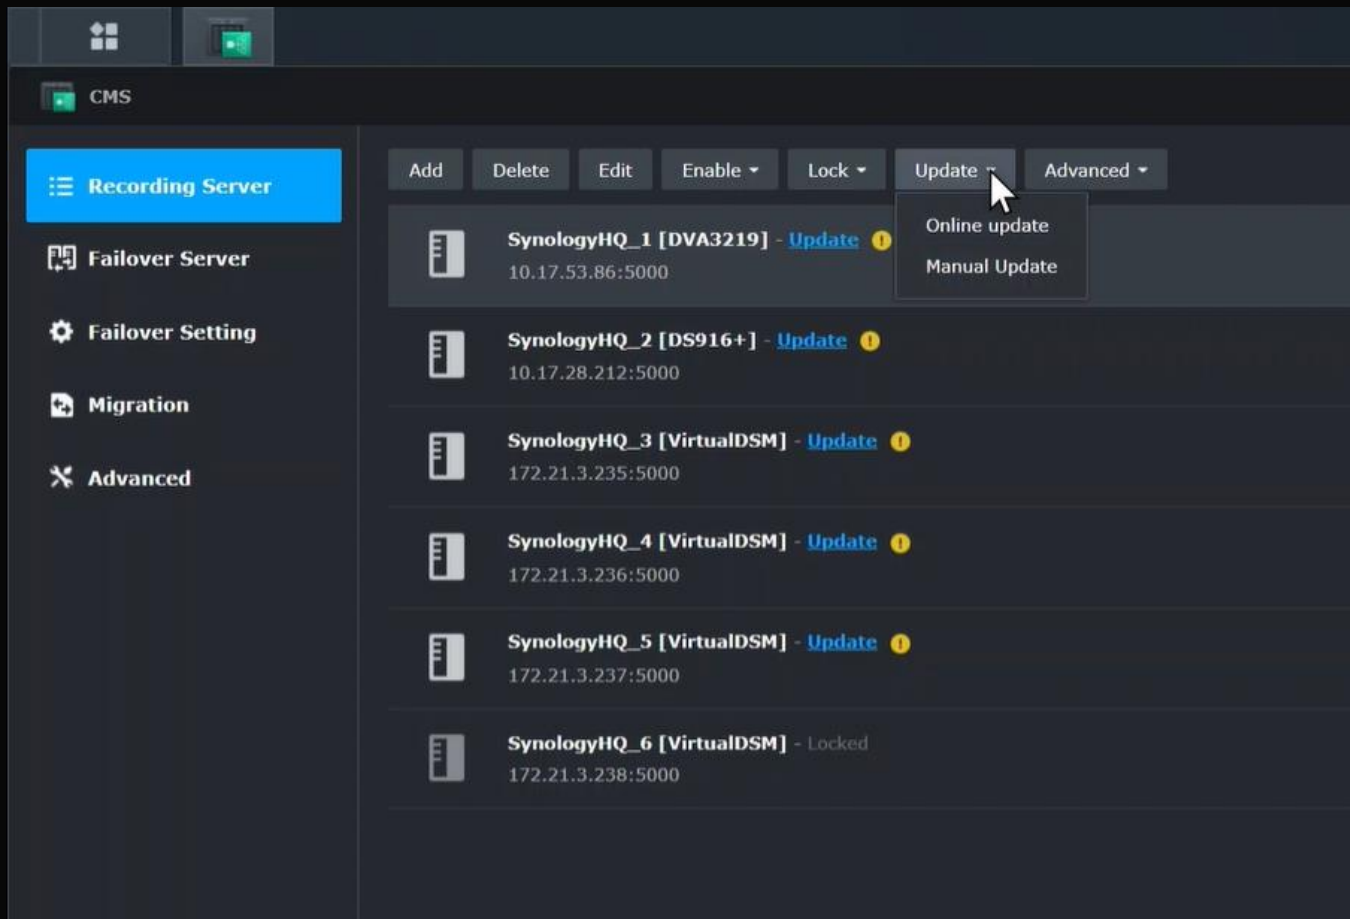 CMS
Recording Server
Failover Server
Failover Setting
Migration
Advanced
Add Delete Edit Enable Lock Update Advanced
Online update
Manual Update
SynologyHQ_1 [DVA3219] - Update
10.17.53.86:5000
SynologyHQ_2 [DS916+] - Update
10.17.28.212:5000
SynologyHQ_3 [VirtualDSM] - Update
172.21.3.235:5000
SynologyHQ_4 [VirtualDSM] - Update
172.21.3.236:5000
SynologyHQ_5 [VirtualDSM] - Update
172.21.3.237:5000
SynologyHQ_6 [VirtualDSM] - Locked
172.21.3.238:5000